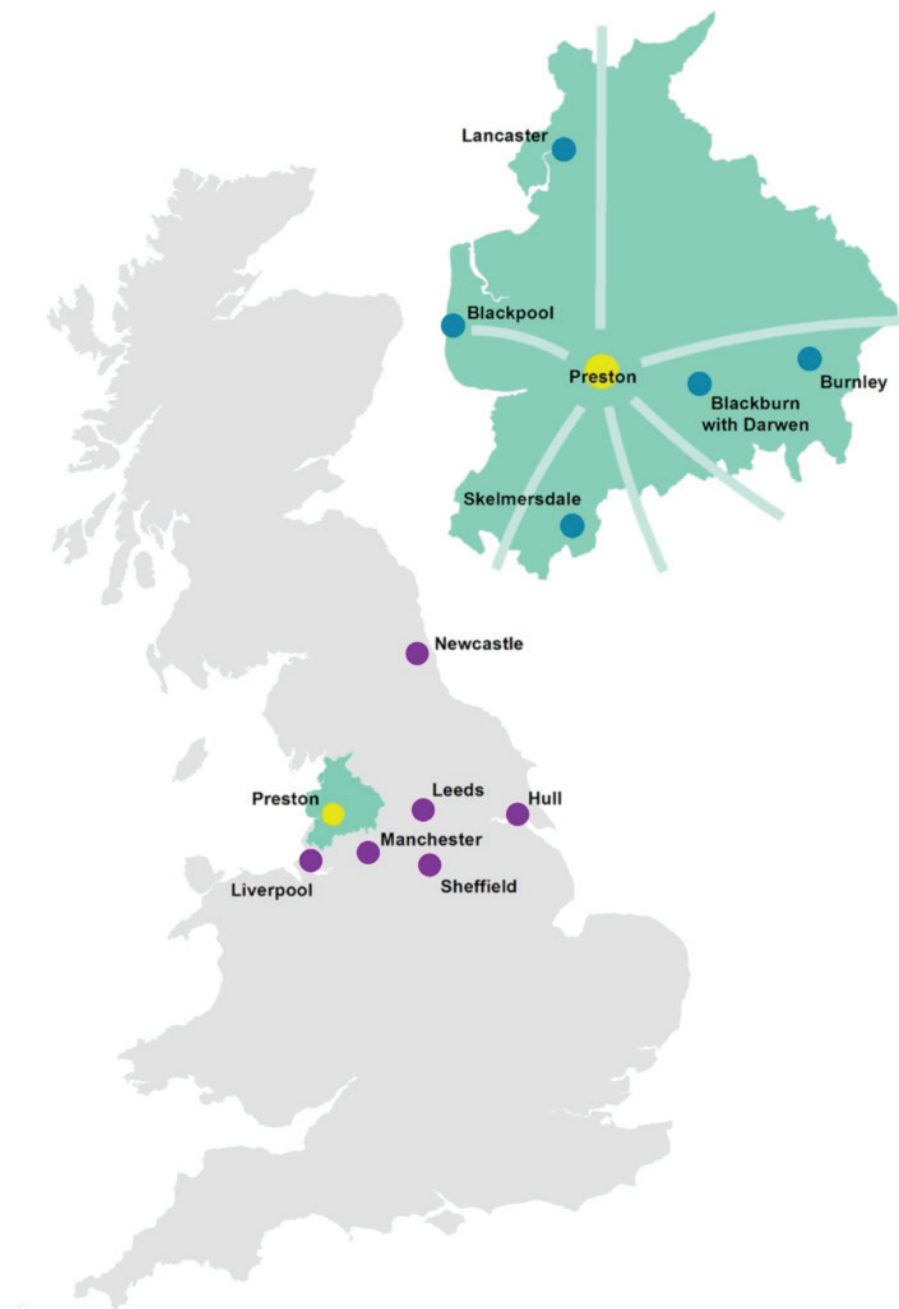 Lancaster
Blackpool
Preston
Burnley
Blackburn
with Darwen
Skelmersdale
Newcastle
Leeds
Hull
Preston
Manchester
Liverpool
Sheffield